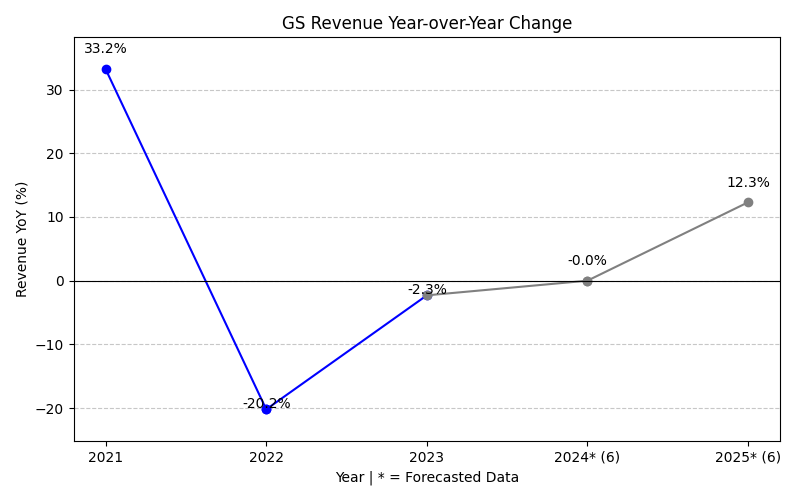 GS Revenue Year-over-Year Change
33.2%
30
20
12.3%
10
-0.0%
0
-2.3%
−10
-20.2%
−20
Revenue YoY (%)
2021 2022 2023 2024* (6) 2025* (6)
Year | * = Forecasted Data